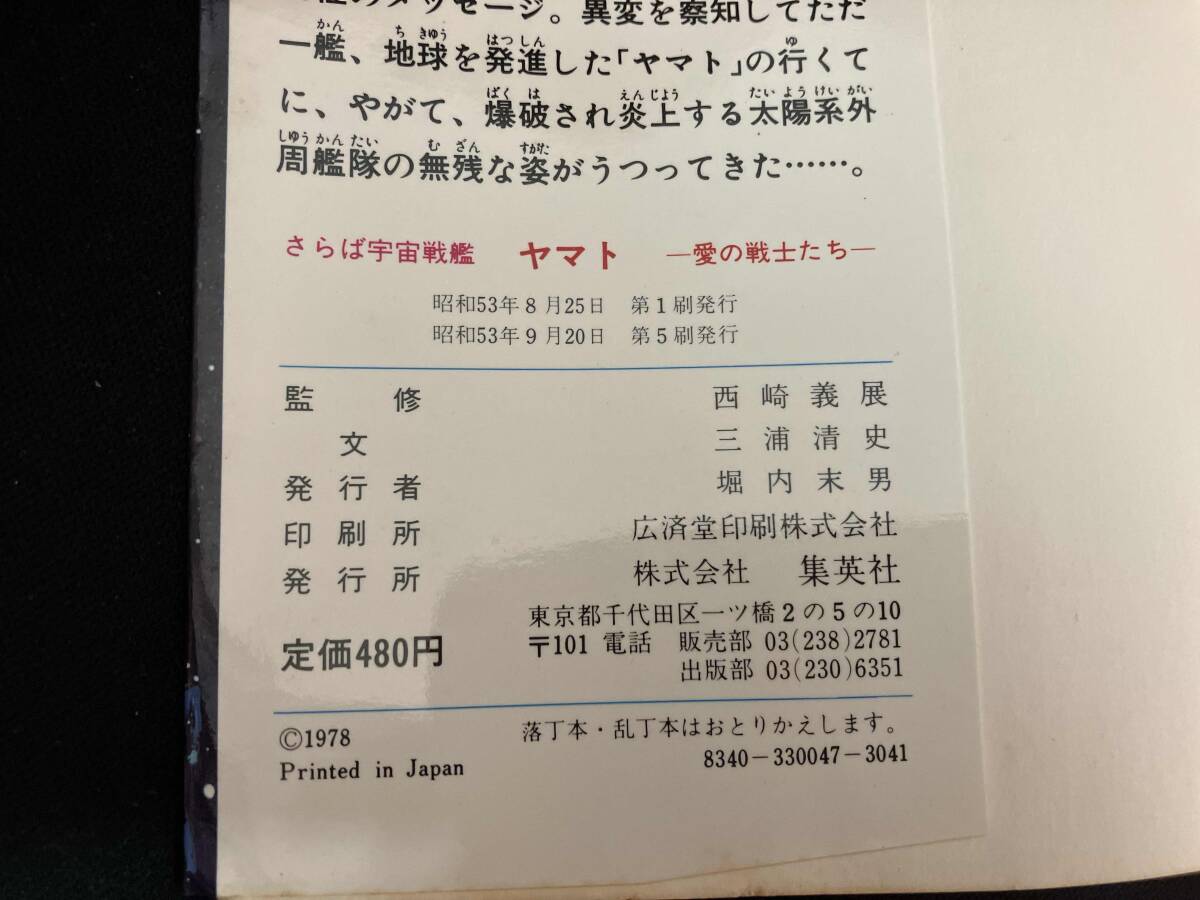 のメッセージ。異変を察知してただ
一艦、地球を発進した「ヤマト」の行くて
に、やがて、爆破され炎上する太陽系外
周艦隊の無残な姿がうつってきた……。
さらば宇宙戦艦 ヤマト —愛の戦士たち—
昭和53年8月25日 第1刷発行
昭和53年9月20日 第5刷発行
監修 西崎義展
文 三浦清史
発行者 堀内末男
印刷所 広済堂印刷株式会社
発行所 株式会社 集英社
東京都千代田区一ツ橋2の5の10
〒101 電話 販売部 03(238)2781
出版部 03(230)6351
定価480円
落丁本・乱丁本はおとりかえします。
8340-330047-3041
©1978
Printed in Japan